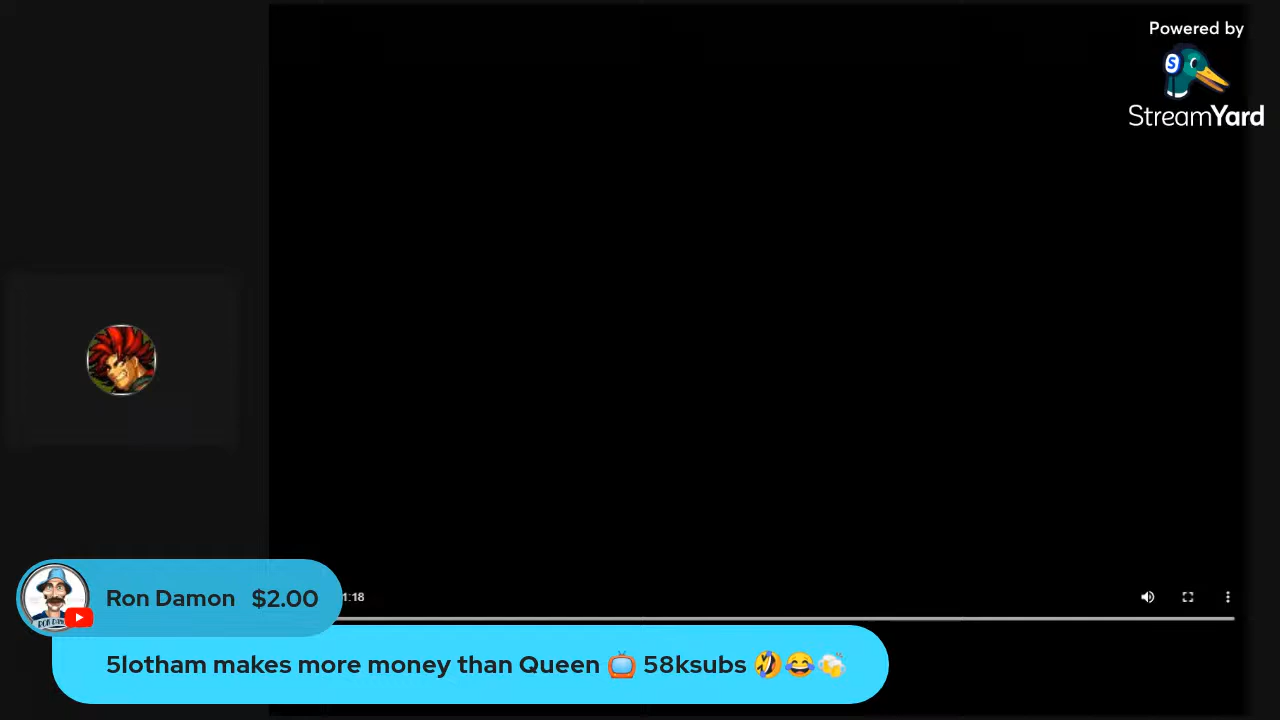 Powered by
S
StreamYard
1:18
Ron Damon $2.00
5lotham makes more money than Queen 📺 58ksubs 🤣😂🍻